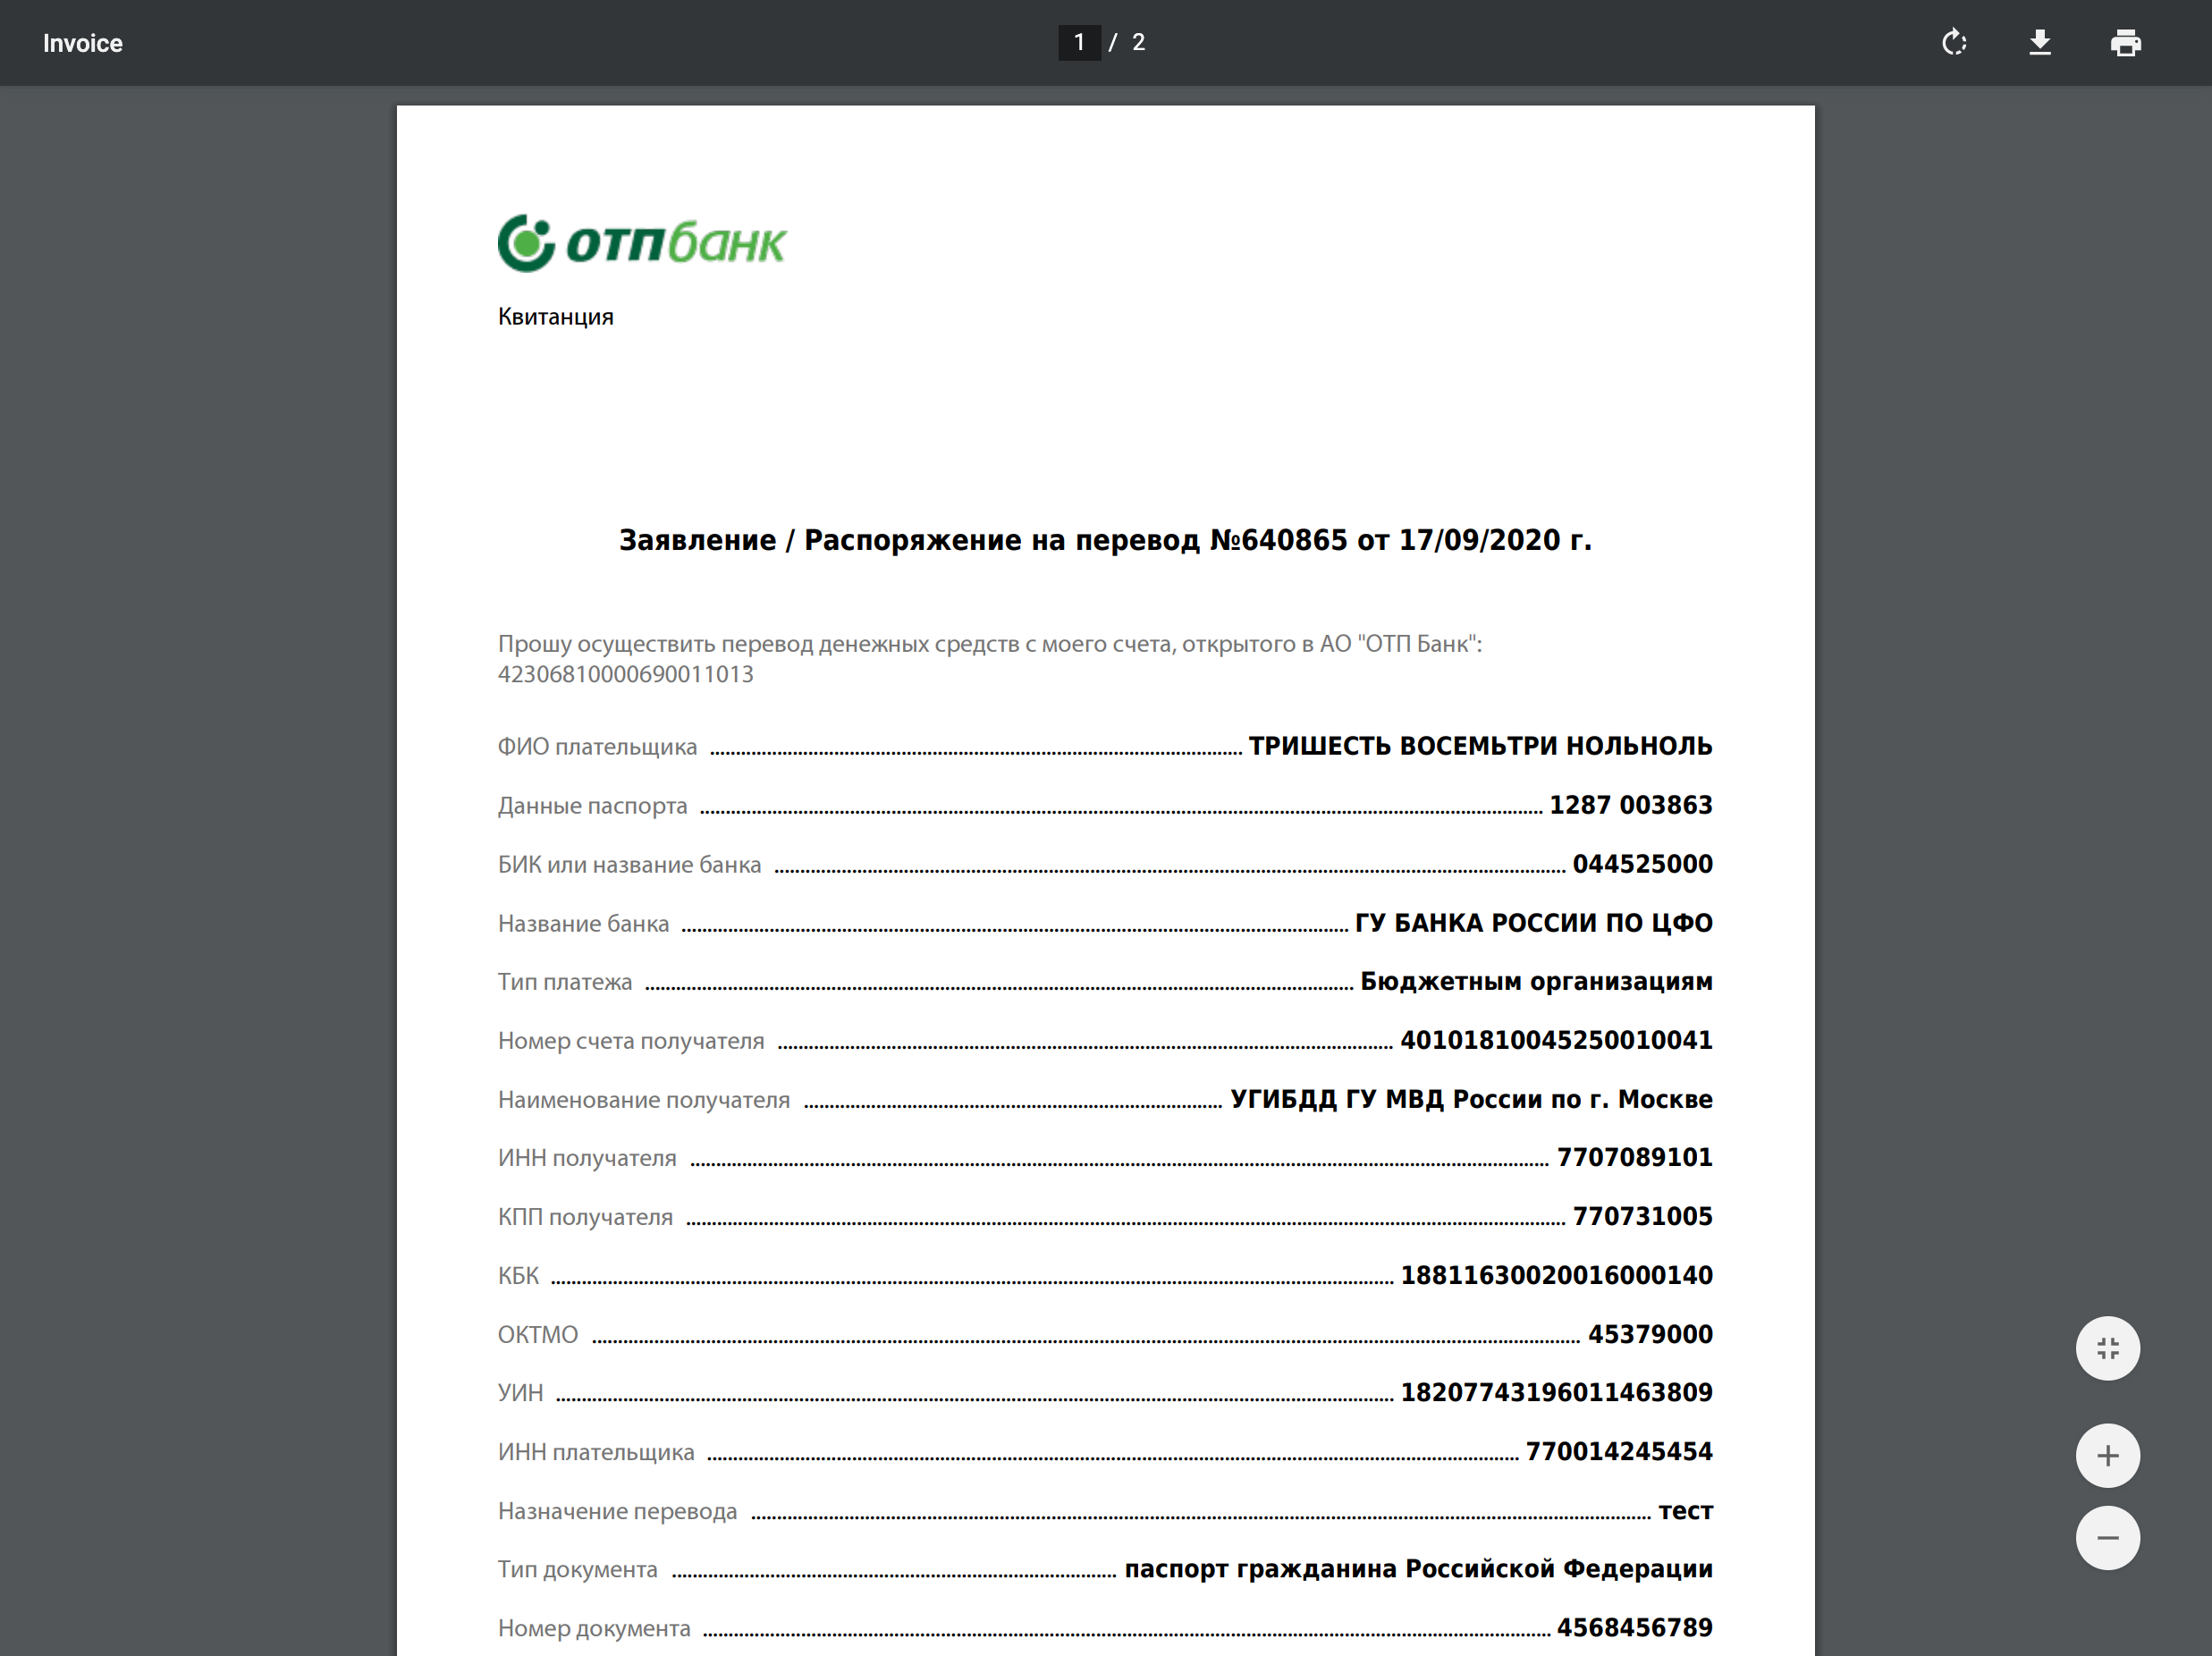 Invoice
1 / 2
отпбанк
Квитанция
Заявление / Распоряжение на перевод №640865 от 17/09/2020 г.
Прошу осуществить перевод денежных средств с моего счета, открытого в АО "ОТП Банк":
42306810000690011013
ФИО плательщика ТРИШЕСТЬ ВОСЕМЬТРИ НОЛЬНОЛЬ
Данные паспорта 1287 003863
БИК или название банка 044525000
Название банка ГУ БАНКА РОССИИ ПО ЦФО
Тип платежа Бюджетным организациям
Номер счета получателя 40101810045250010041
Наименование получателя УГИБДД ГУ МВД России по г. Москве
ИНН получателя 7707089101
КПП получателя 770731005
КБК 18811630020016000140
ОКТМО 45379000
УИН 18207743196011463809
ИНН плательщика 770014245454
Назначение перевода тест
Тип документа паспорт гражданина Российской Федерации
Номер документа 4568456789